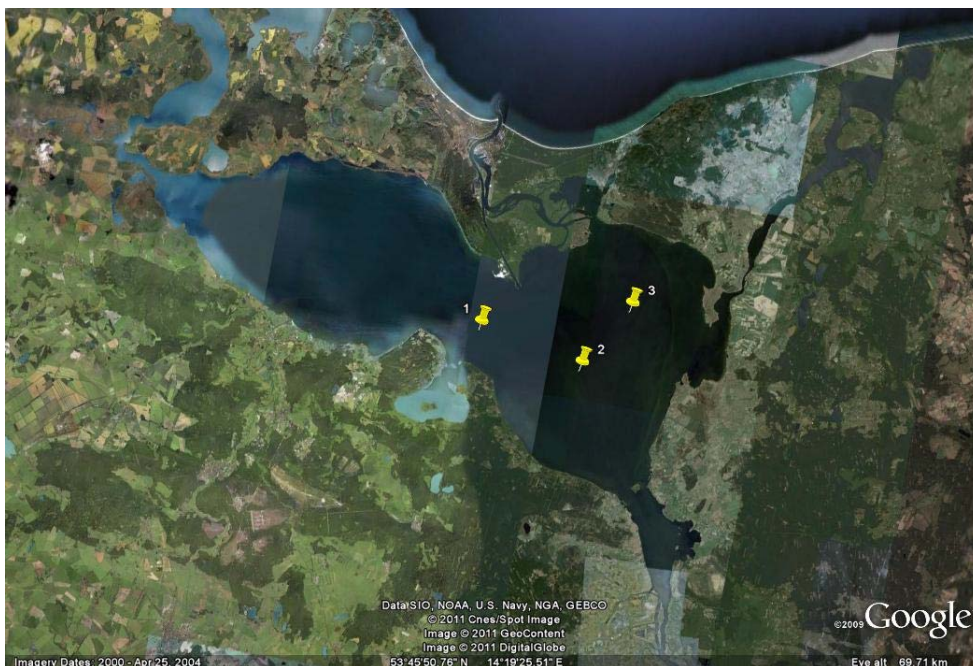 3
1
2
Data SIO, NOAA, U.S. Navy, NGA, GEBCO
© 2011 Cnes/Spot Image
Image © 2011 GeoContent
Image © 2011 DigitalGlobe
©2009 Google
Imagery Dates: 2000 - Apr 25, 2004 53°45'50.76" N 14°19'25.51" E Eye alt 69.71 km